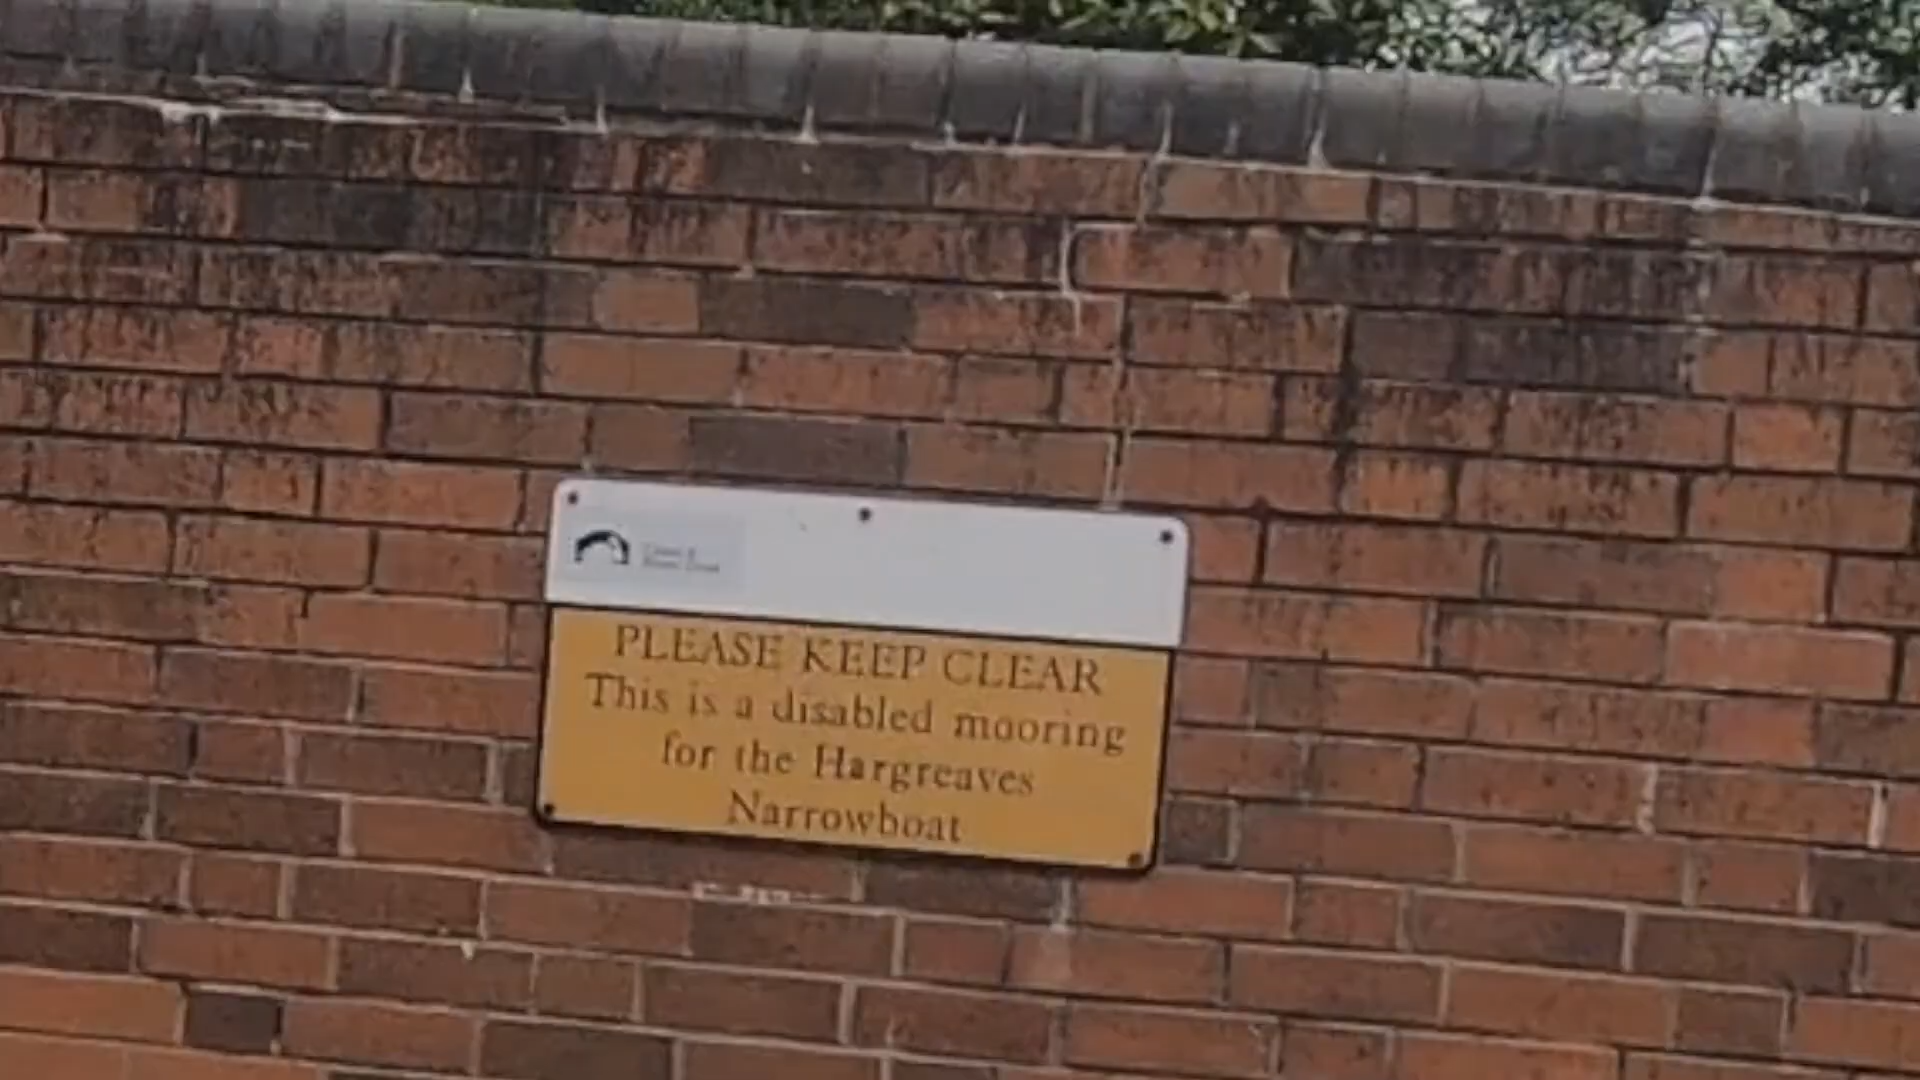 PLEASE KEEP CLEAR
This is a disabled mooring
for the Hargreaves
Narrowboat